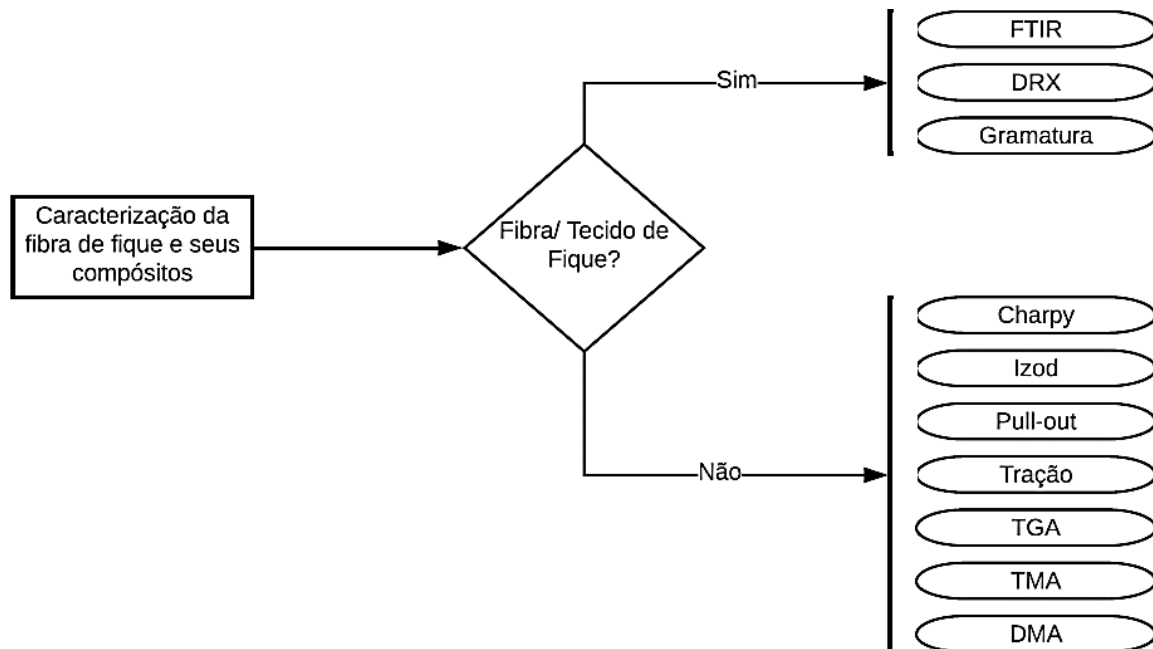 FTIR
Sim
DRX
Gramatura
Caracterização da
fibra de fique e seus
compósitos
Fibra/ Tecido de
Fique?
Charpy
Izod
Pull-out
Não
Tração
TGA
TMA
DMA